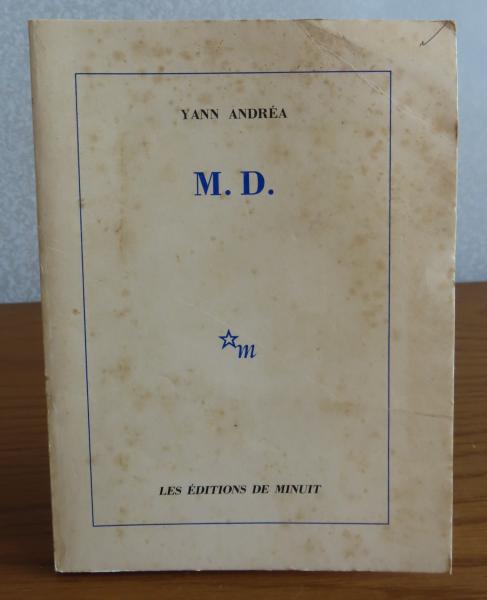 YANN ANDRÉA
M. D.
m
LES ÉDITIONS DE MINUIT